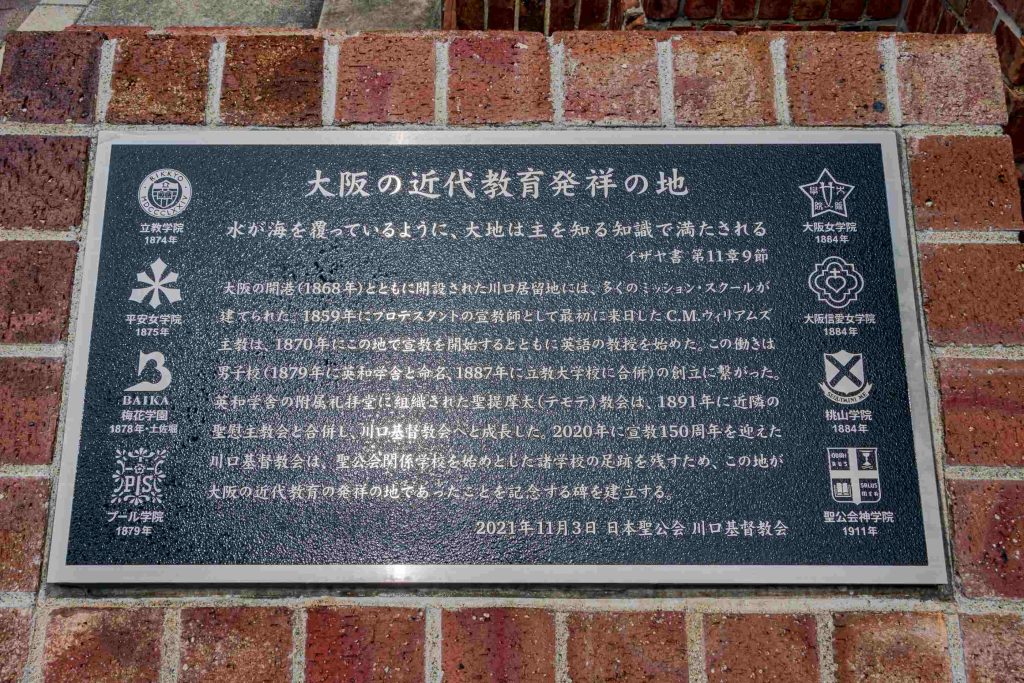 大阪の近代教育発祥の地
水が海を覆っているように、大地は主を知る知識で満たされる
イザヤ書 第11章9節
大阪の開港（1868年）とともに開設された川口居留地には、多くのミッション・スクールが
建てられた。1859年にプロテスタントの宣教師として最初に来日したC.M.ウィリアムズ
主教は、1870年にこの地で宣教を開始するとともに英語の教授を始めた。この働きは
男子校（1879年に英和学舎と命名、1887年に立教大学校に合併）の創立に繋がった。
英和学舎の附属礼拝堂に組織された聖提摩太（テモテ）教会は、1891年に近隣の
聖慰主教会と合併し、川口基督教会へと成長した。2020年に宣教150周年を迎えた
川口基督教会は、聖公会関係学校を始めとした諸学校の足跡を残すため、この地が
大阪の近代教育の発祥の地であったことを記念する碑を建立する。
2021年11月3日 日本聖公会 川口基督教会
RIKKYO
MDCCCLXXIV
立教学院
1874年
平安女学院
1875年
BAIKA
梅花学園
1878年・土佐堀
PJS
プール学院
1879年
大阪女学院
1884年
大阪信愛女学院
1884年
桃山学院
1884年
聖公会神学院
1911年